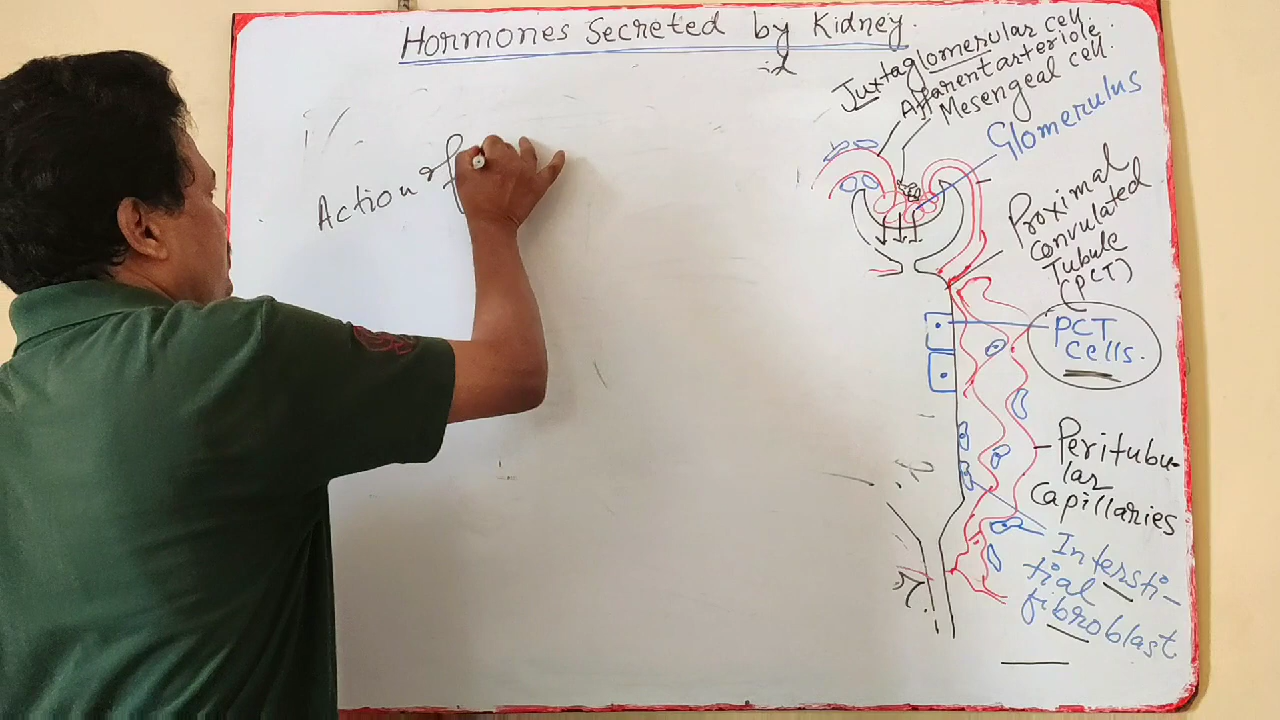 Hormones Secreted by Kidney.
Juxtaglomerular cell.
Afferent arteriole.
Mesengeal cell.
Glomerulus
Action of
Proximal
Convulated
Tubule
(PCT)
PCT
Cells.
Peritubu-
lar
Capillaries
Intersti-
tial
fibroblast.